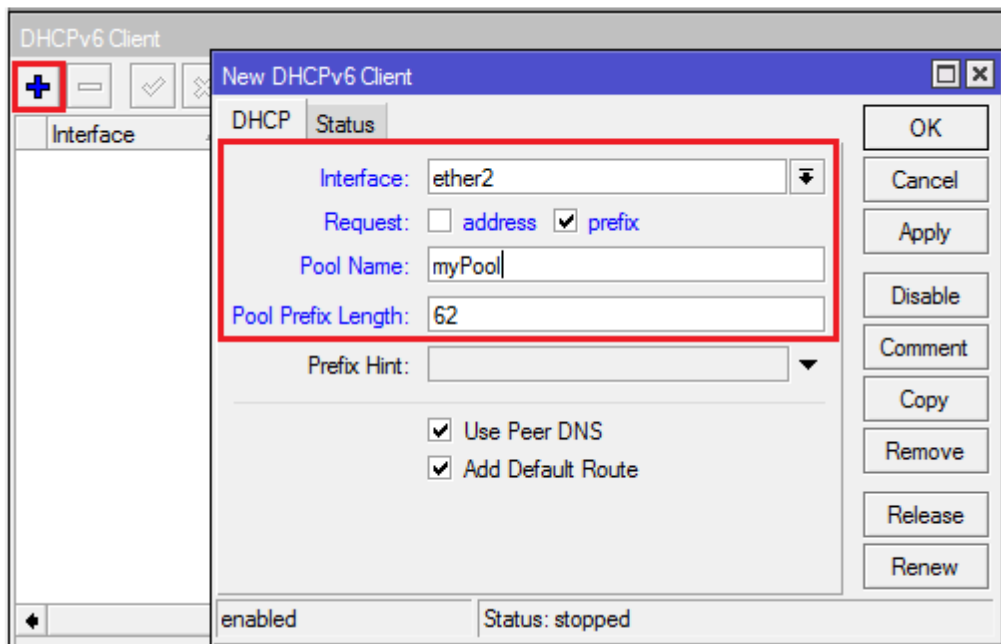 DHCPv6 Client
New DHCPv6 Client
Interface
DHCP Status
Interface: ether2
Request: address prefix
Pool Name: myPool
Pool Prefix Length: 62
Prefix Hint:
Use Peer DNS
Add Default Route
OK
Cancel
Apply
Disable
Comment
Copy
Remove
Release
Renew
enabled Status: stopped